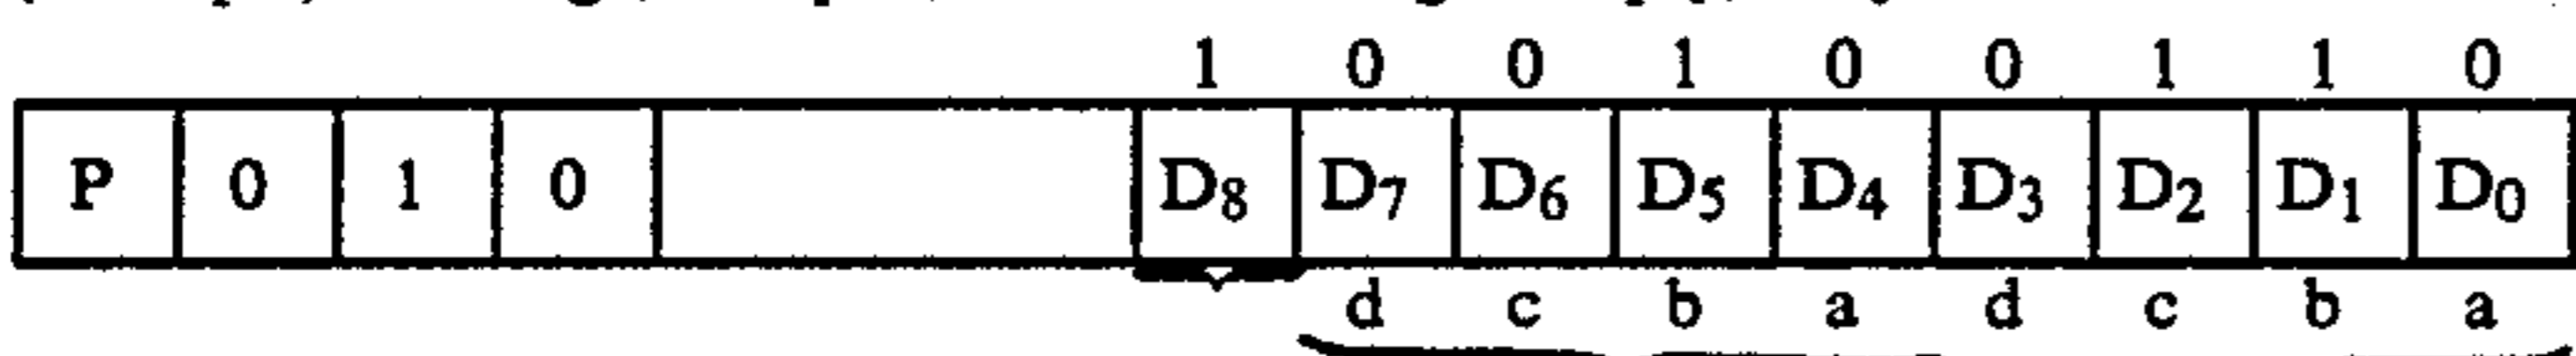 1 0 0 1 0 0 1 1 0
P 0 1 0 D8 D7 D6 D5 D4 D3 D2 D1 D0
d c b a d c b a